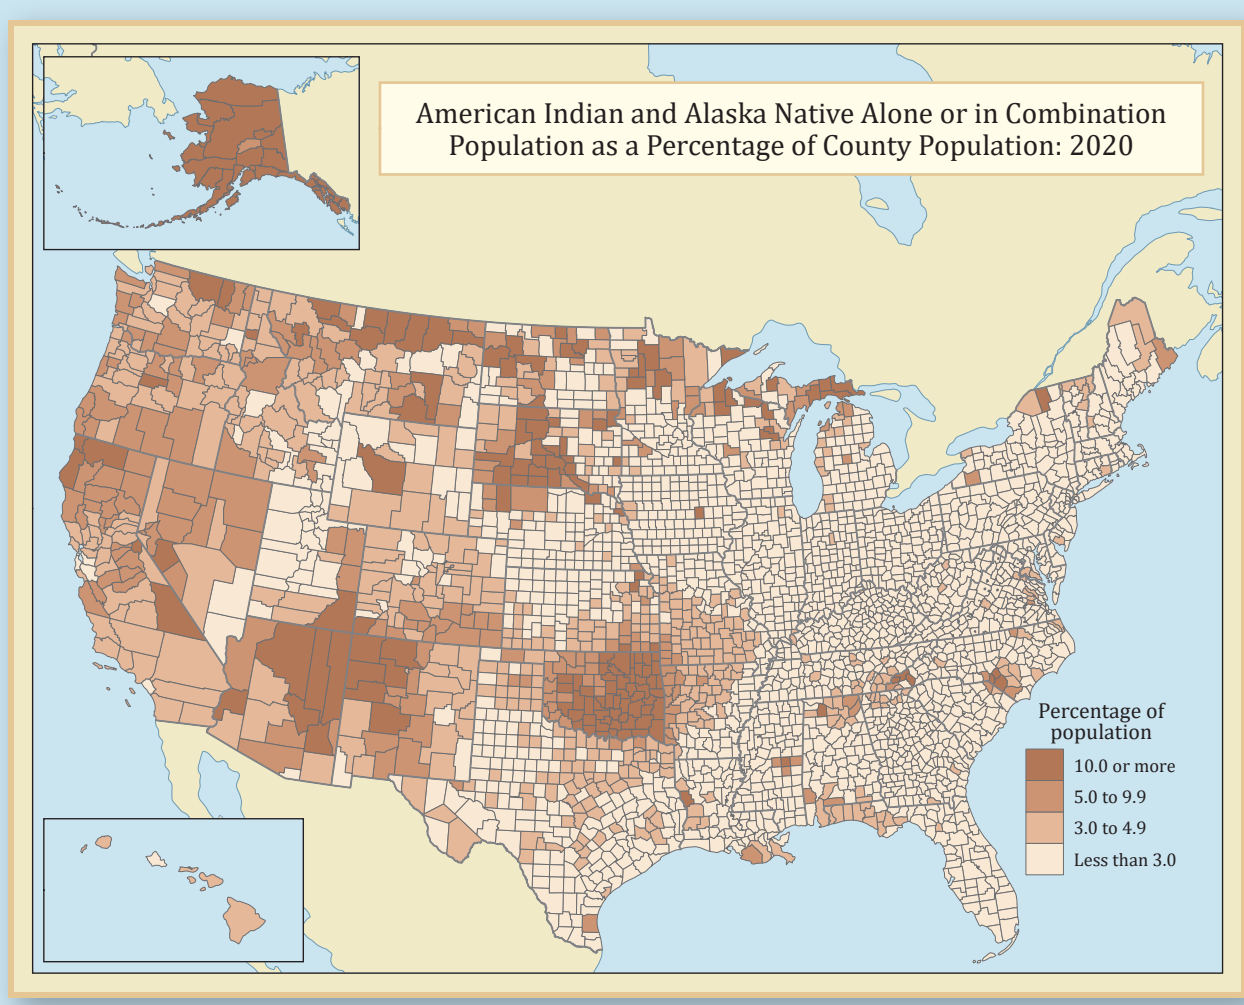 American Indian and Alaska Native Alone or in Combination
Population as a Percentage of County Population: 2020
Percentage of
population
10.0 or more
5.0 to 9.9
3.0 to 4.9
Less than 3.0